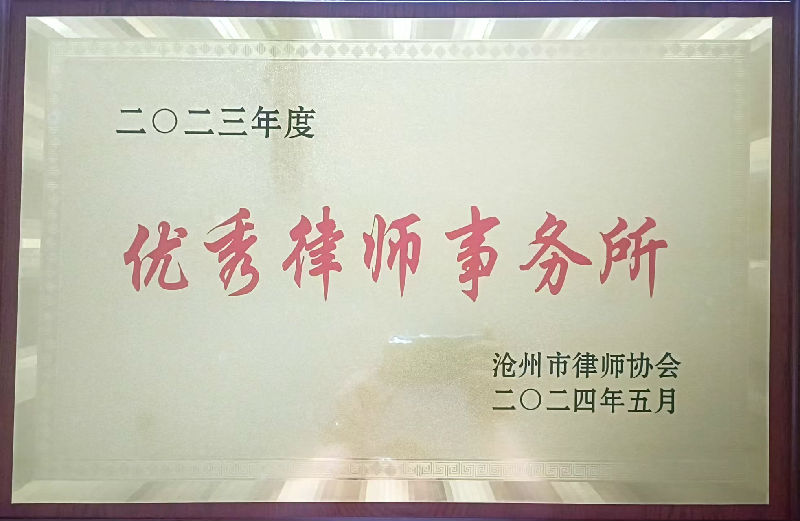 二〇二三年度
优秀律师事务所
沧州市律师协会
二〇二四年五月